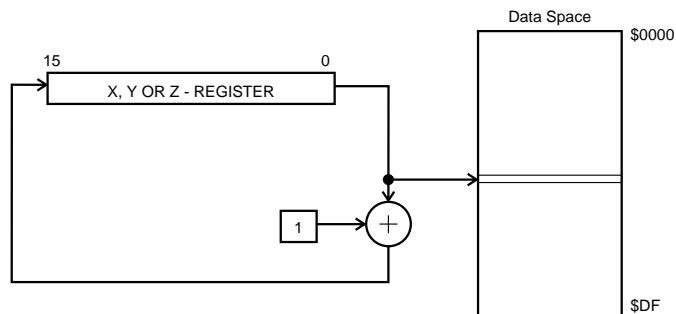 Data Space
$0000
15
0
X, Y OR Z - REGISTER
1
+
$DF